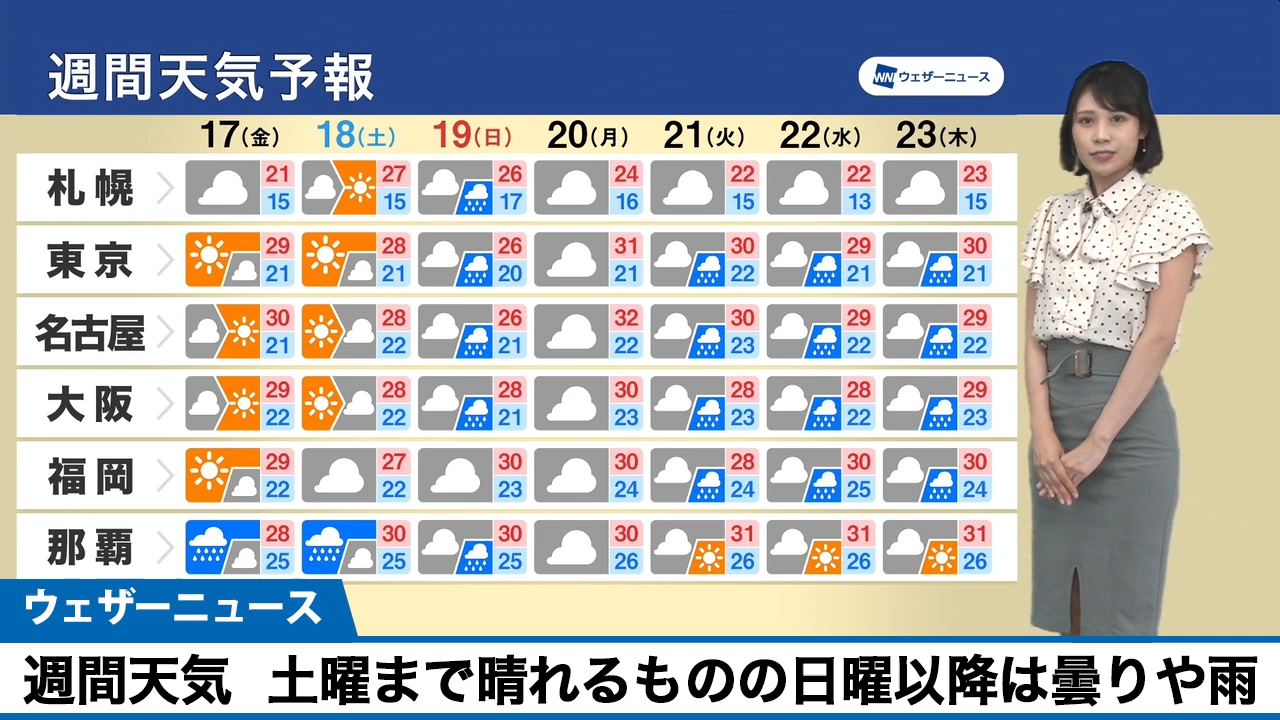 週間天気予報
WN ウェザーニュース
17(金) 18(土) 19(日) 20(月) 21(火) 22(水) 23(木)
札幌 21 15 27 15 26 17 24 16 22 15 22 13 23 15
東京 29 21 28 21 26 20 31 21 30 22 29 21 30 21
名古屋 30 21 28 22 26 21 32 22 30 23 29 22 29 22
大阪 29 22 28 22 28 21 30 23 28 23 28 22 29 23
福岡 29 22 27 22 30 23 30 24 28 24 30 25 30 24
那覇 28 25 30 25 30 25 30 26 31 26 31 26 31 26
ウェザーニュース
週間天気 土曜まで晴れるものの日曜以降は曇りや雨